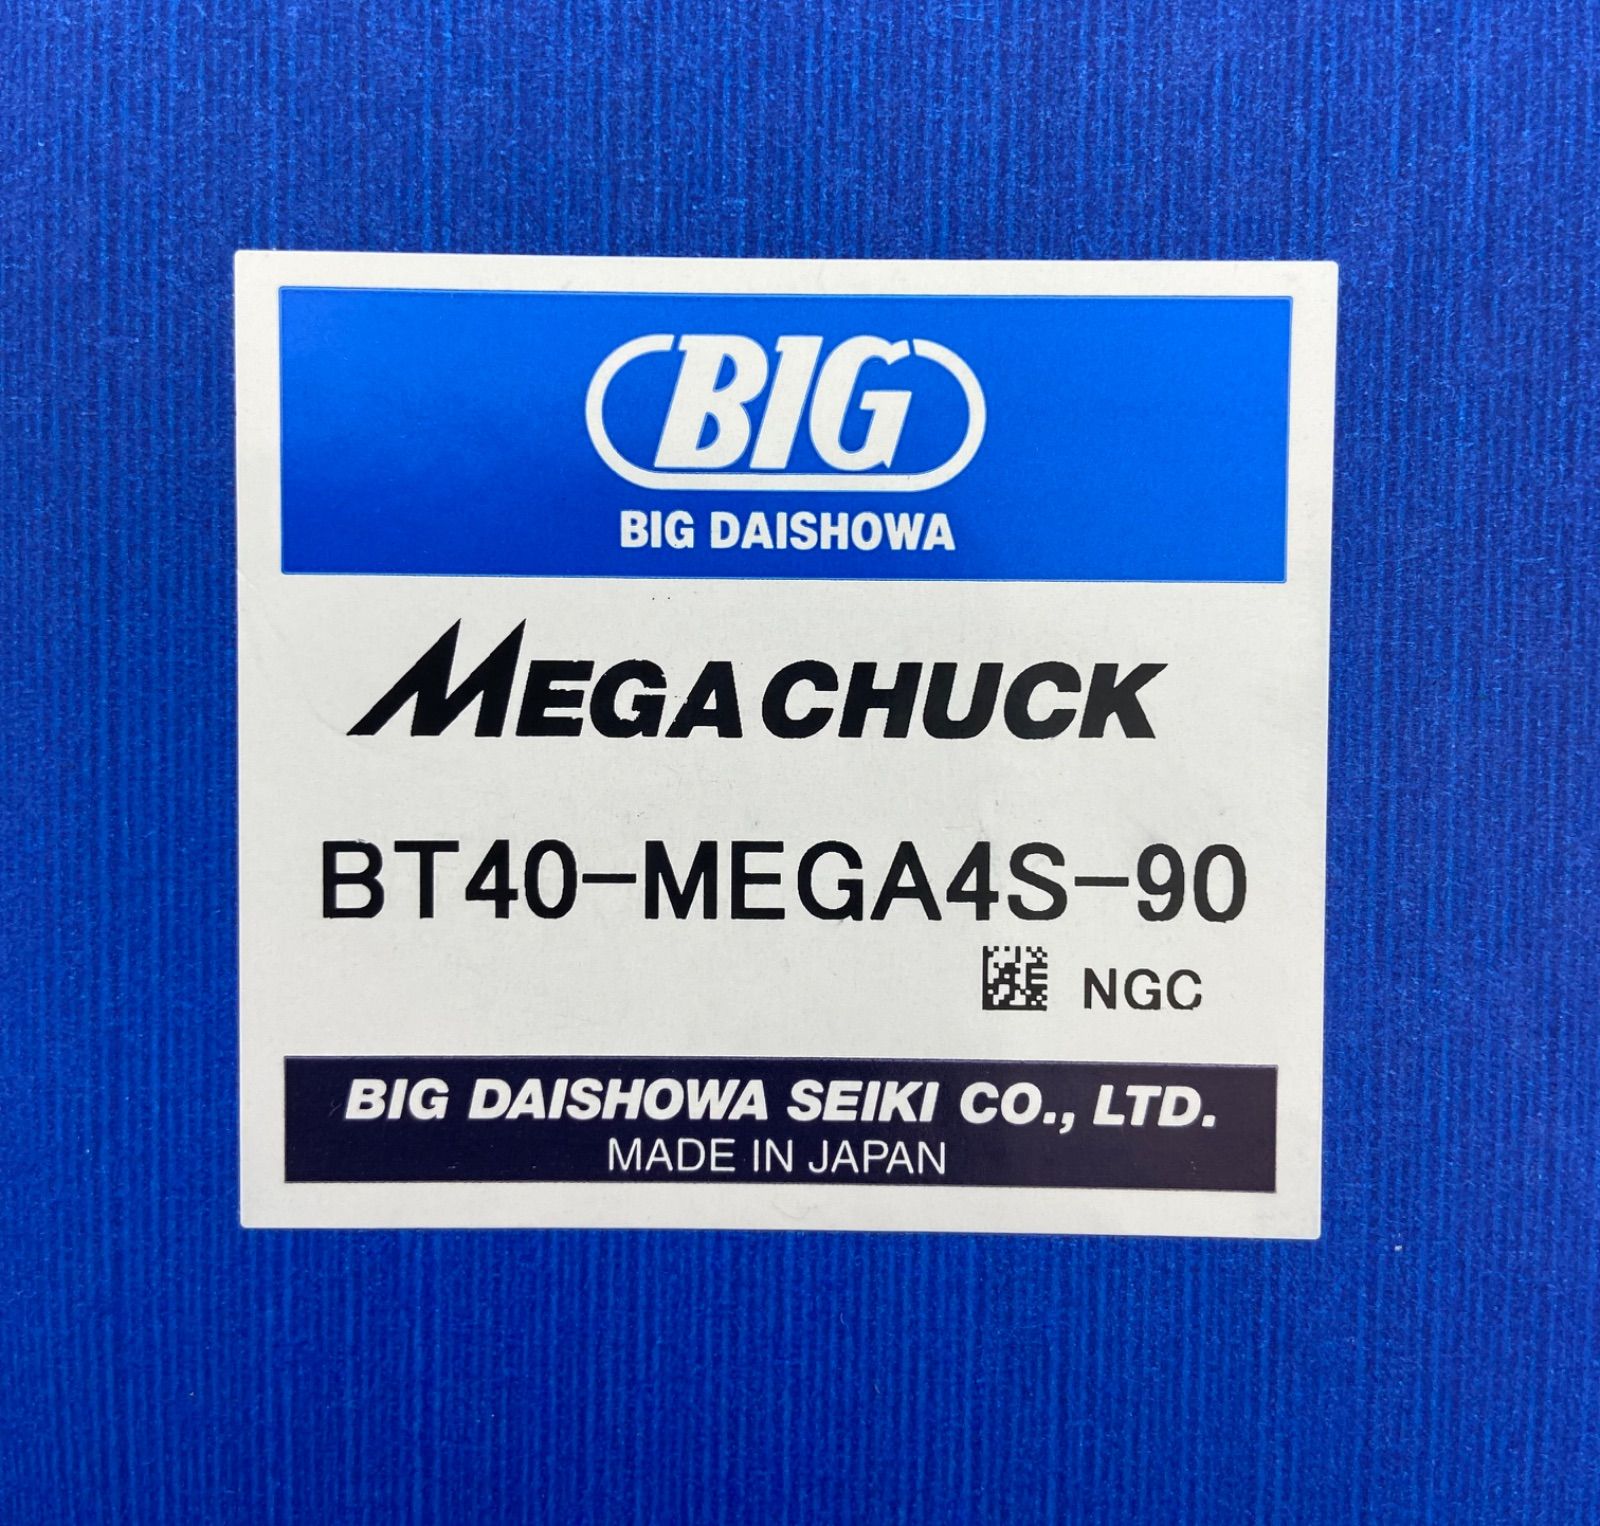 BIG
BIG DAISHOWA
MEGA CHUCK
BT40-MEGA4S-90
NGC
BIG DAISHOWA SEIKI CO., LTD.
MADE IN JAPAN